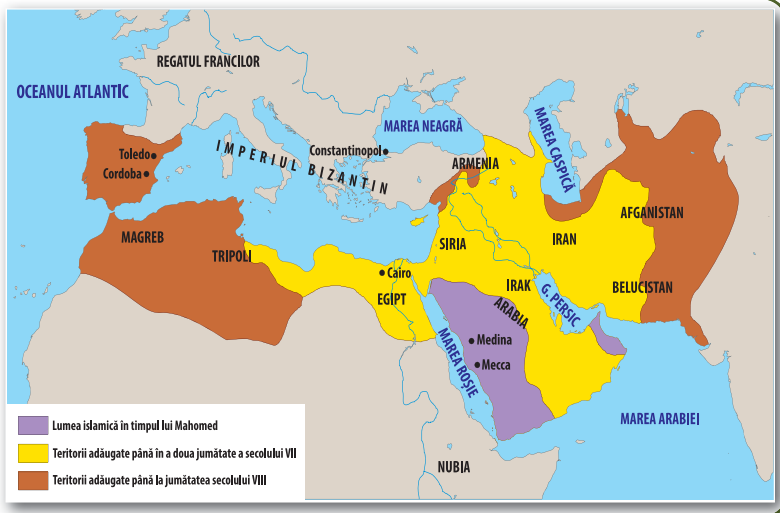 REGATUL FRANCILOR
OCEANUL ATLANTIC
MAREA NEAGRĂ
MAREA CASPICĂ
Toledo
Cordoba
IMPERIUL BIZANTIN
Constantinopol
ARMENIA
AFGANISTAN
MAGREB
TRIPOLI
SIRIA
IRAN
Cairo
EGIPT
IRAK
ARABIA
G. PERSIC
BELUCISTAN
Medina
Mecca
MAREA ROȘIE
MAREA ARABIEI
NUBIA
Lumea islamică în timpul lui Mahomed
Teritorii adăugate până în a doua jumătate a secolului VII
Teritorii adăugate până la jumătatea secolului VIII